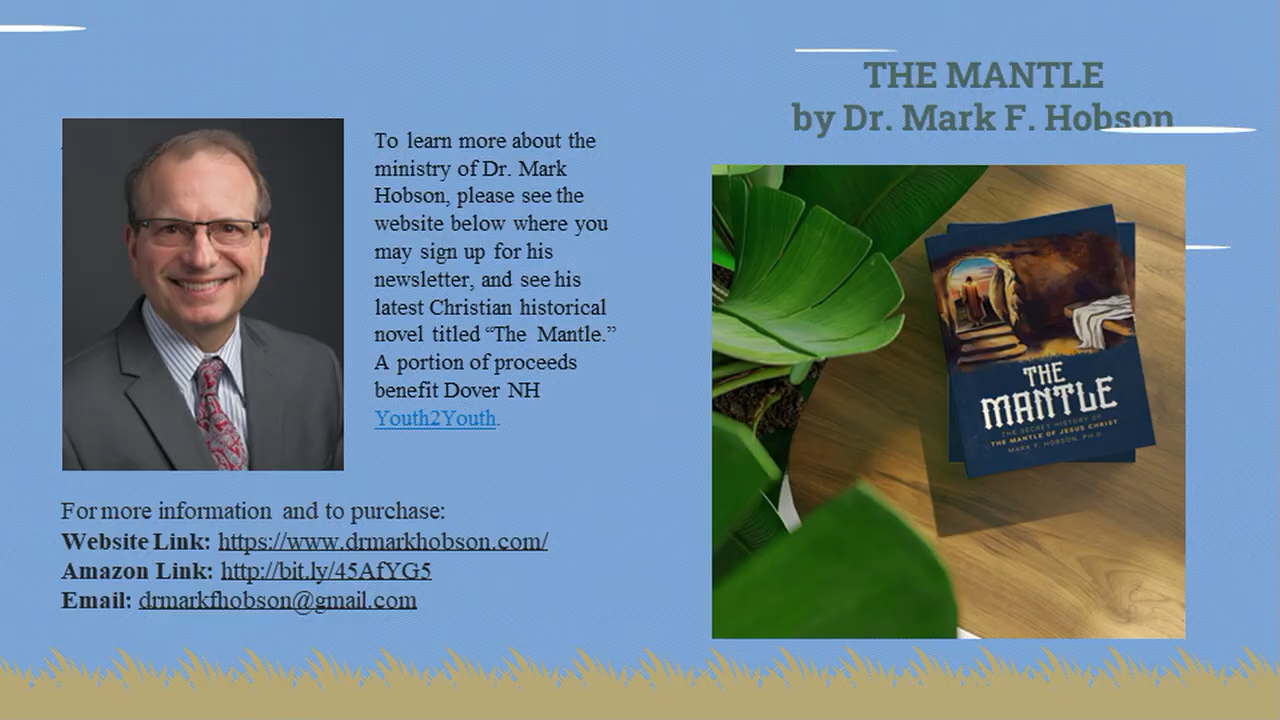 THE MANTLE
by Dr. Mark F. Hobson
To learn more about the
ministry of Dr. Mark
Hobson, please see the
website below where you
may sign up for his
newsletter, and see his
latest Christian historical
novel titled “The Mantle.”
A portion of proceeds
benefit Dover NH
Youth2Youth.
THE
MANTLE
THE SECRET HISTORY OF
THE MANTLE OF JESUS CHRIST
MARK F. HOBSON, PH.D.
For more information and to purchase:
Website Link: https://www.drmarkhobson.com/
Amazon Link: http://bit.ly/45AfYG5
Email: drmarkfhobson@gmail.com